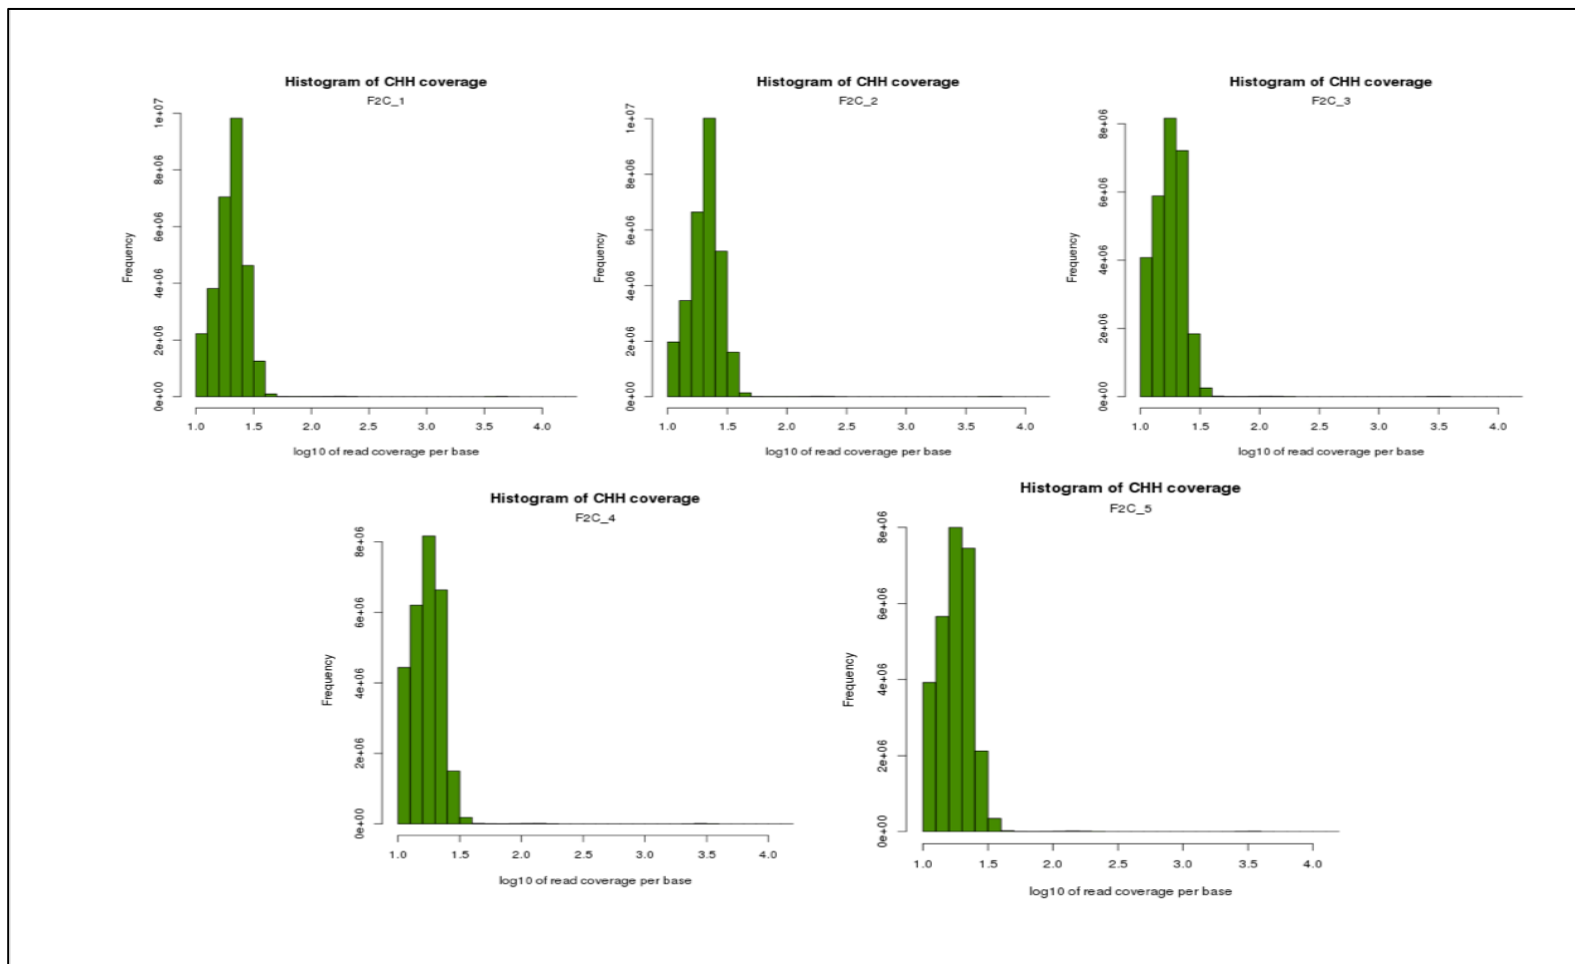 Histogram of CHH coverage
F2C_1
Frequency
0e+00 2e+06 4e+06 6e+06 8e+06 1e+07
1.0 1.5 2.0 2.5 3.0 3.5 4.0
log10 of read coverage per base
Histogram of CHH coverage
F2C_2
Frequency
0e+00 2e+06 4e+06 6e+06 8e+06 1e+07
1.0 1.5 2.0 2.5 3.0 3.5 4.0
log10 of read coverage per base
Histogram of CHH coverage
F2C_3
Frequency
0e+00 2e+06 4e+06 6e+06 8e+06
1.0 1.5 2.0 2.5 3.0 3.5 4.0
log10 of read coverage per base
Histogram of CHH coverage
F2C_4
Frequency
0e+00 2e+06 4e+06 6e+06 8e+06
1.0 1.5 2.0 2.5 3.0 3.5 4.0
log10 of read coverage per base
Histogram of CHH coverage
F2C_5
Frequency
0e+00 2e+06 4e+06 6e+06 8e+06
1.0 1.5 2.0 2.5 3.0 3.5 4.0
log10 of read coverage per base